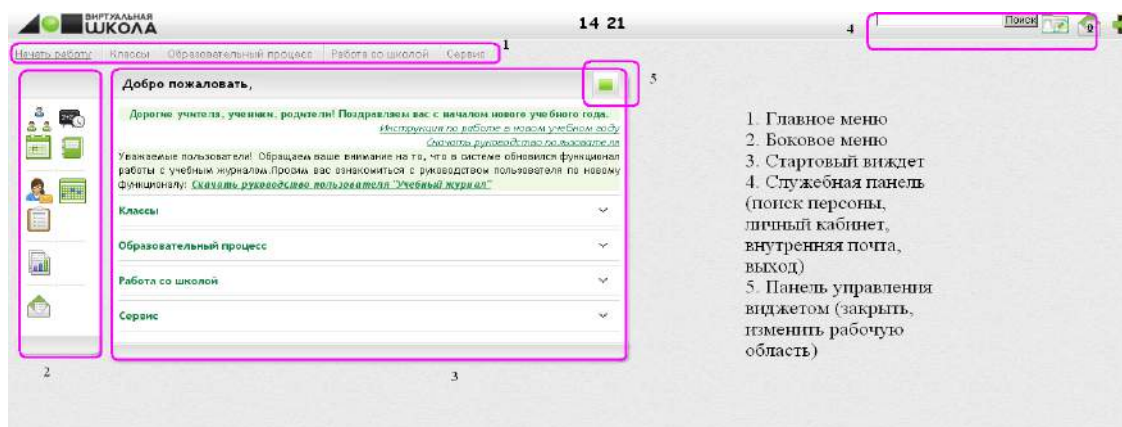 ВИРТУАЛЬНАЯ
ШКОЛА
14 21
4
Поиск
Начать работу Классы Образовательный процесс Работа со школой Сервис
1
Добро пожаловать,
5
Дорогие учителя, ученики, родители! Поздравляем вас с началом нового учебного года.
Инструкция по работе в новом учебном году
Скачать руководство пользователя
Уважаемые пользователи! Обращаем ваше внимание на то, что в системе обновился функционал
работы с учебным журналом.Просим вас ознакомиться с руководством пользователя по новому
функционалу: Скачать руководство пользователя "Учебный журнал"
Классы
Образовательный процесс
Работа со школой
Сервис
2
3
1. Главное меню
2. Боковое меню
3. Стартовый виждет
4. Служебная панель
(поиск персоны,
личный кабинет,
внутренняя почта,
выход)
5. Панель управления
виджетом (закрыть,
изменить рабочую
область)